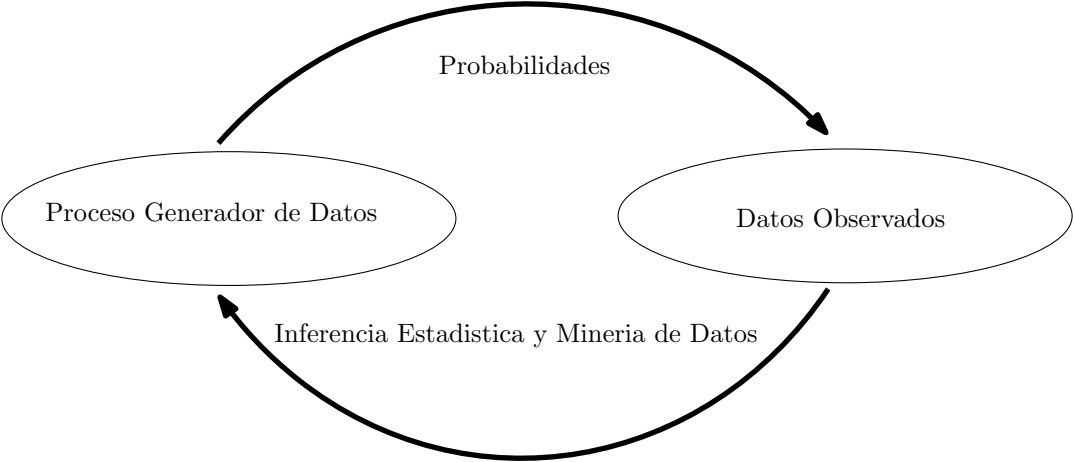 Probabilidades
Proceso Generador de Datos
Datos Observados
Inferencia Estadistica y Mineria de Datos